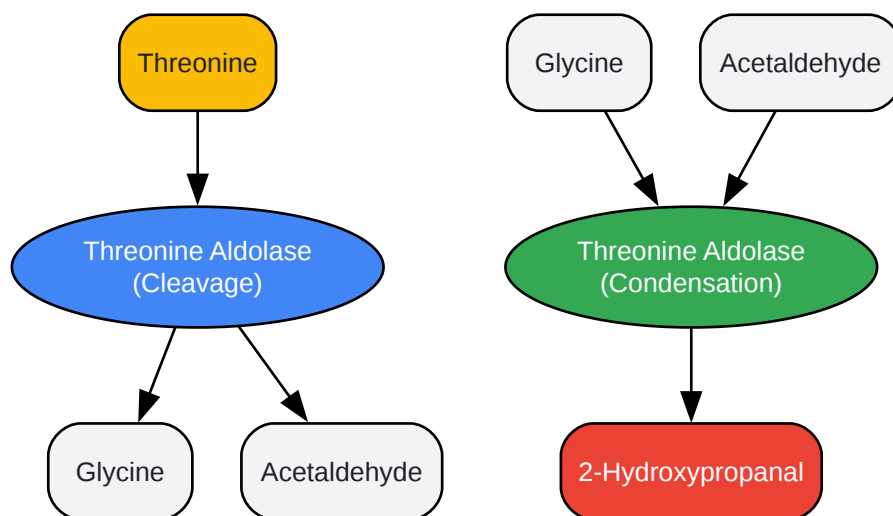 Threonine
Glycine
Acetaldehyde
Threonine Aldolase
(Cleavage)
Threonine Aldolase
(Condensation)
Glycine
Acetaldehyde
2-Hydroxypropanal